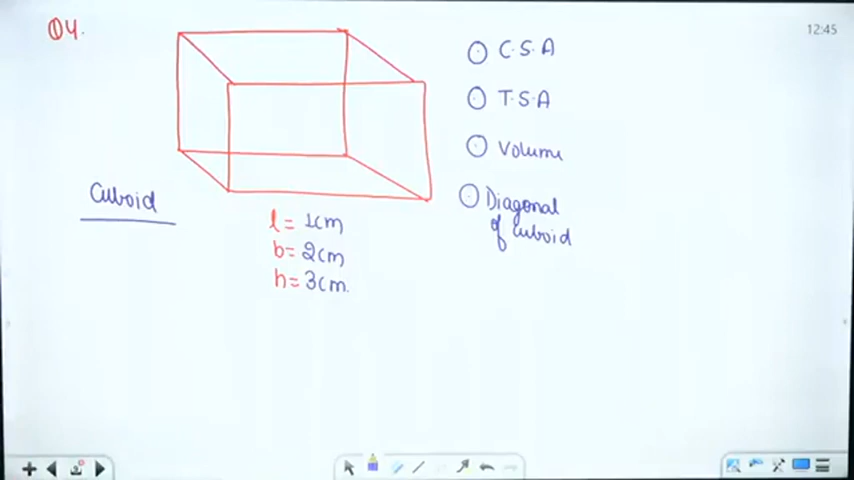 Q4.
12:45
C.S.A
T.S.A
Volume
Diagonal
of cuboid
Cuboid
l = 1cm
b = 2cm
h = 3cm.